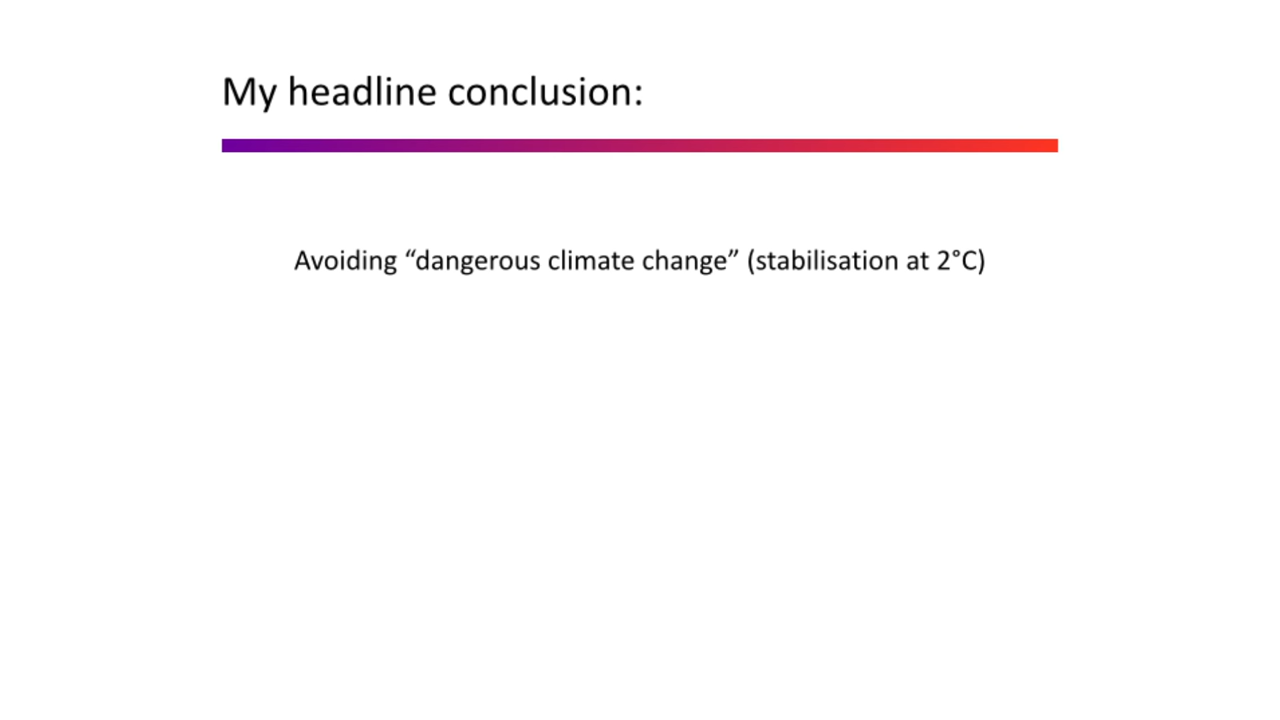 My headline conclusion:
Avoiding “dangerous climate change” (stabilisation at 2°C)